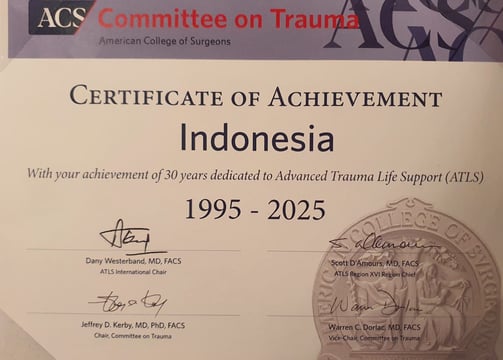 ACS Committee on Trauma
American College of Surgeons
ACS
CERTIFICATE OF ACHIEVEMENT
Indonesia
With your achievement of 30 years dedicated to Advanced Trauma Life Support (ATLS)
1995 - 2025
Dany Westerband, MD, FACS
ATLS International Chair
Scott D'Amours, MD, FACS
ATLS Region XVI Region Chief
Jeffrey D. Kerby, MD, PhD, FACS
Chair, Committee on Trauma
Warren C. Dorlac, MD, FACS
Vice-Chair, Committee on Trauma